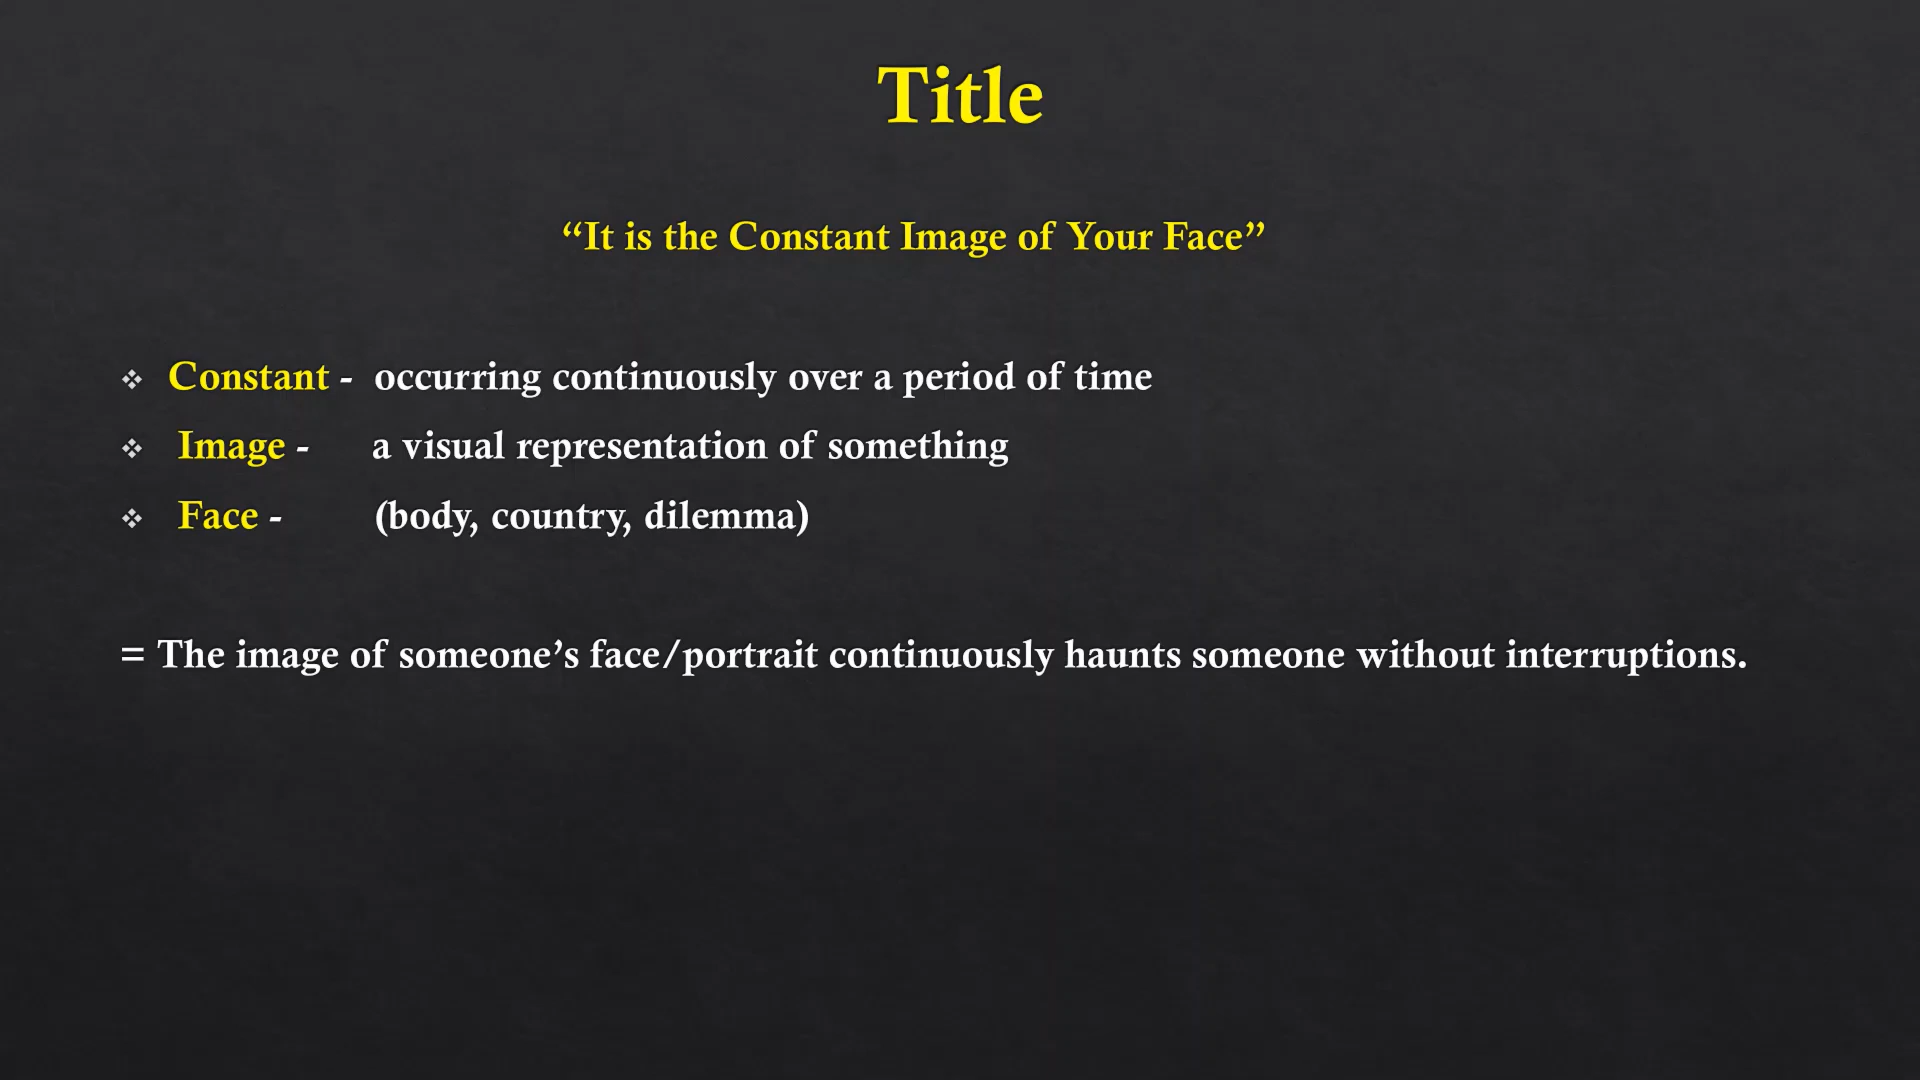 Title
“It is the Constant Image of Your Face”
❖ Constant - occurring continuously over a period of time
❖ Image - a visual representation of something
❖ Face - (body, country, dilemma)
= The image of someone’s face/portrait continuously haunts someone without interruptions.